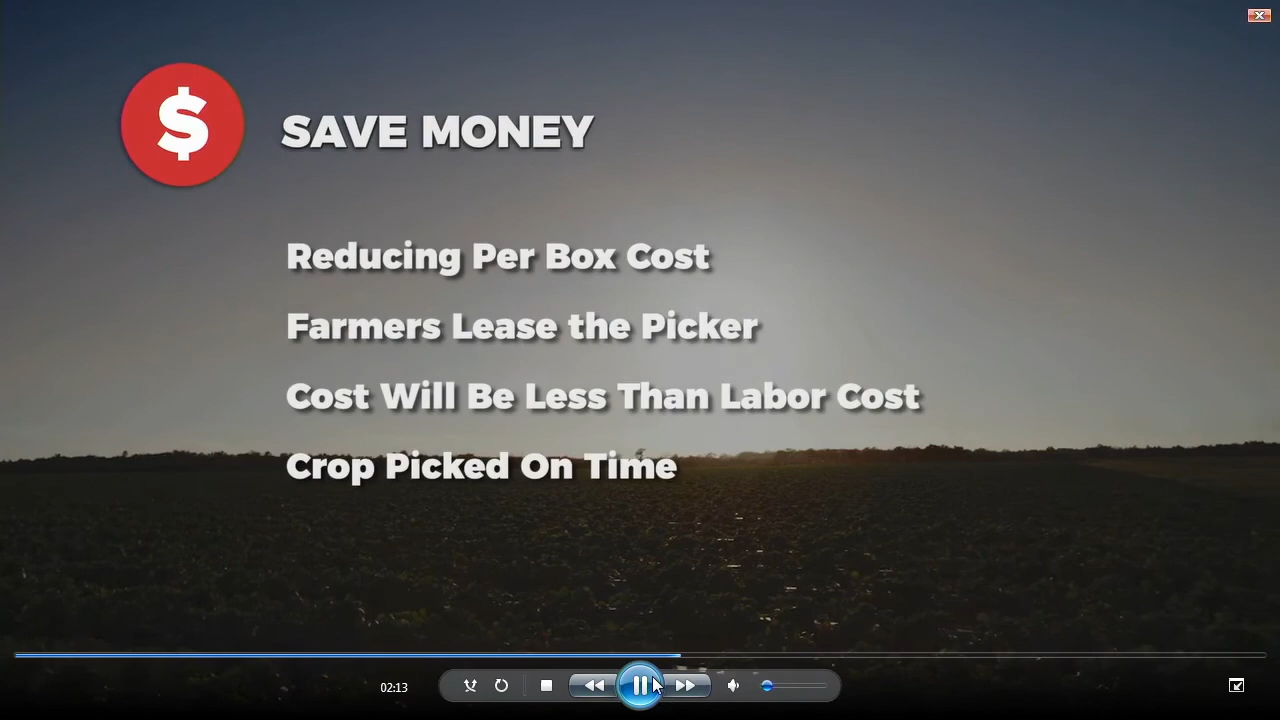 $
SAVE MONEY
Reducing Per Box Cost
Farmers Lease the Picker
Cost Will Be Less Than Labor Cost
Crop Picked On Time
02:13